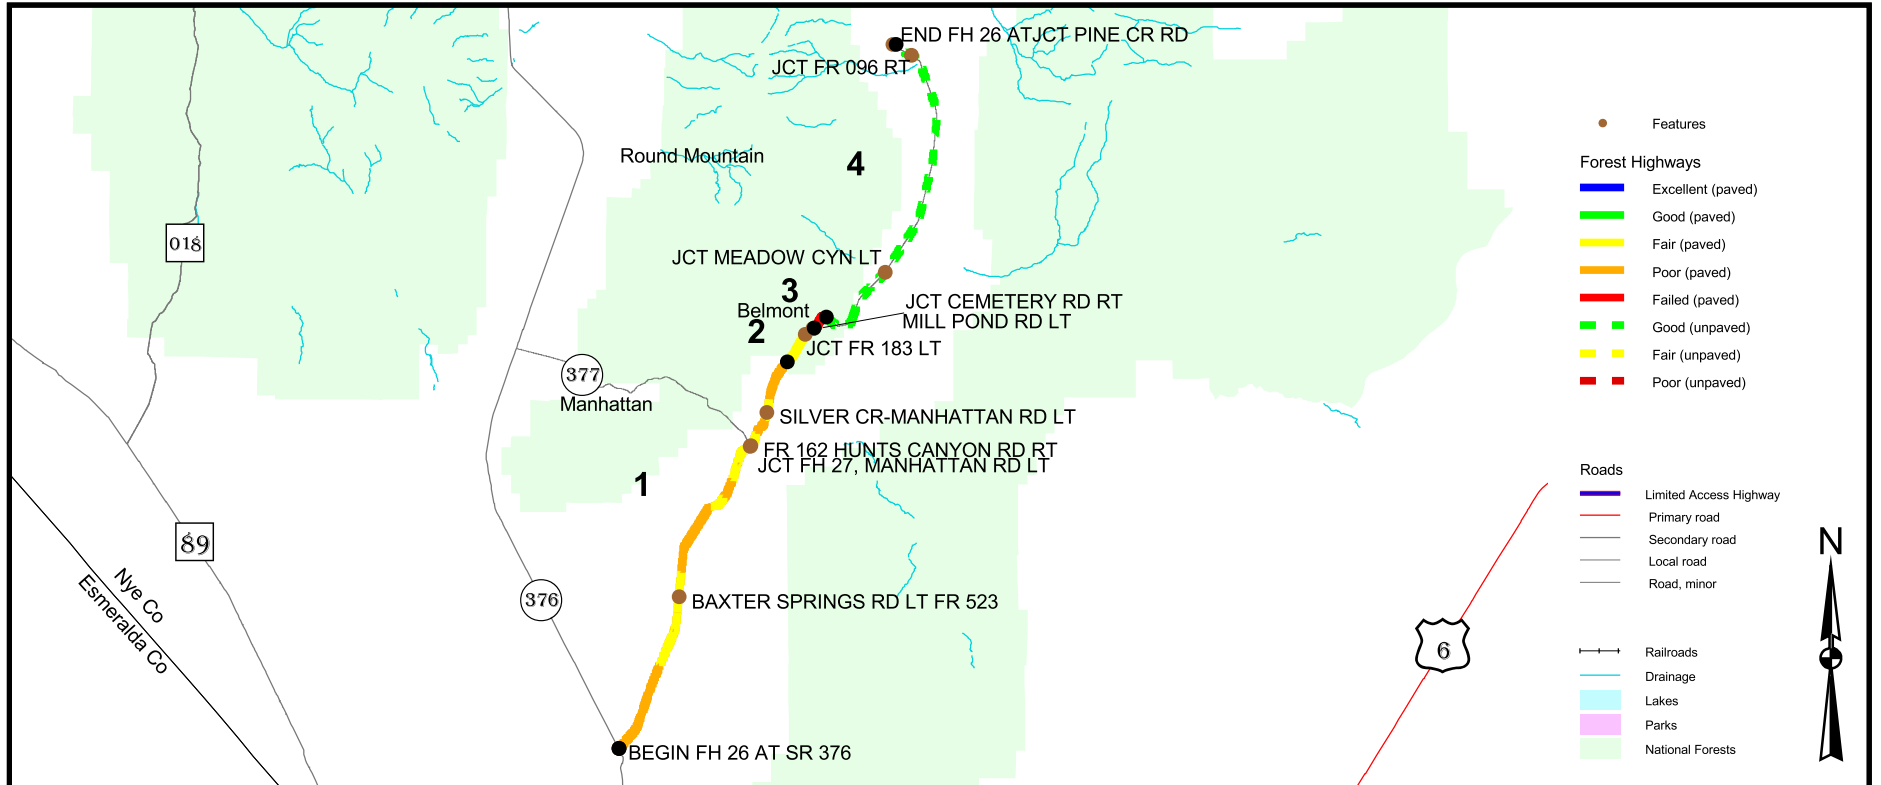 END FH 26 ATJCT PINE CR RD
JCT FR 096 RT
Round Mountain
4
018
JCT MEADOW CYN LT
3
Belmont
JCT CEMETERY RD RT
MILL POND RD LT
2
JCT FR 183 LT
377
Manhattan
SILVER CR-MANHATTAN RD LT
FR 162 HUNTS CANYON RD RT
JCT FH 27, MANHATTAN RD LT
1
89
Nye Co
Esmeralda Co
376
BAXTER SPRINGS RD LT FR 523
BEGIN FH 26 AT SR 376
6
Features
Forest Highways
Excellent (paved)
Good (paved)
Fair (paved)
Poor (paved)
Failed (paved)
Good (unpaved)
Fair (unpaved)
Poor (unpaved)
Roads
Limited Access Highway
Primary road
Secondary road
Local road
Road, minor
Railroads
Drainage
Lakes
Parks
National Forests
N